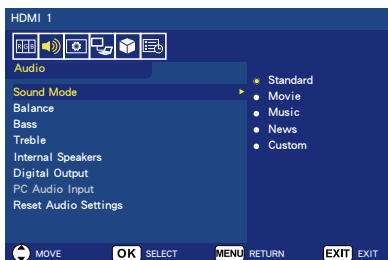 HDMI 1
RGB
Audio
Sound Mode
Balance
Bass
Treble
Internal Speakers
Digital Output
PC Audio Input
Reset Audio Settings
Standard
Movie
Music
News
Custom
MOVE OK SELECT MENU RETURN EXIT EXIT